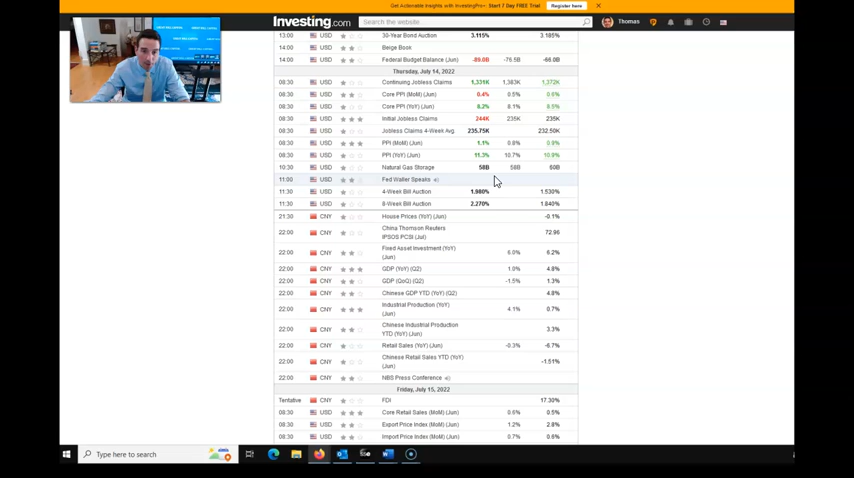 Get Actionable Insights with InvestingPro+: Start 7 Day FREE Trial Register here
Investing.com Search the website... Thomas
13:00 USD 30-Year Bond Auction 3.115% 3.185%
14:00 USD Beige Book
14:00 USD Federal Budget Balance (Jun) -89.0B -76.5B -66.0B
Thursday, July 14, 2022
08:30 USD Continuing Jobless Claims 1,331K 1,383K 1,372K
08:30 USD Core PPI (MoM) (Jun) 0.4% 0.5% 0.6%
08:30 USD Core PPI (YoY) (Jun) 8.2% 8.1% 8.5%
08:30 USD Initial Jobless Claims 244K 235K 235K
08:30 USD Jobless Claims 4-Week Avg. 235.75K 232.50K
08:30 USD PPI (MoM) (Jun) 1.1% 0.8% 0.9%
08:30 USD PPI (YoY) (Jun) 11.3% 10.7% 10.9%
10:30 USD Natural Gas Storage 58B 58B 60B
11:00 USD Fed Waller Speaks
11:30 USD 4-Week Bill Auction 1.980% 1.530%
11:30 USD 8-Week Bill Auction 2.270% 1.840%
21:30 CNY House Prices (YoY) (Jun) -0.1%
22:00 CNY China Thomson Reuters IPSOS PCSI (Jul) 72.96
22:00 CNY Fixed Asset Investment (YoY) (Jun) 6.0% 6.2%
22:00 CNY GDP (YoY) (Q2) 1.0% 4.8%
22:00 CNY GDP (QoQ) (Q2) -1.5% 1.3%
22:00 CNY Chinese GDP YTD (YoY) (Q2) 4.8%
22:00 CNY Industrial Production (YoY) (Jun) 4.1% 0.7%
22:00 CNY Chinese Industrial Production YTD (YoY) (Jun) 3.3%
22:00 CNY Retail Sales (YoY) (Jun) -0.3% -6.7%
22:00 CNY Chinese Retail Sales YTD (YoY) (Jun) -1.51%
22:00 CNY NBS Press Conference
Friday, July 15, 2022
Tentative CNY FDI 17.30%
08:30 USD Core Retail Sales (MoM) (Jun) 0.6% 0.5%
08:30 USD Export Price Index (MoM) (Jun) 1.2% 2.8%
08:30 USD Import Price Index (MoM) (Jun) 0.7% 0.6%
Type here to search